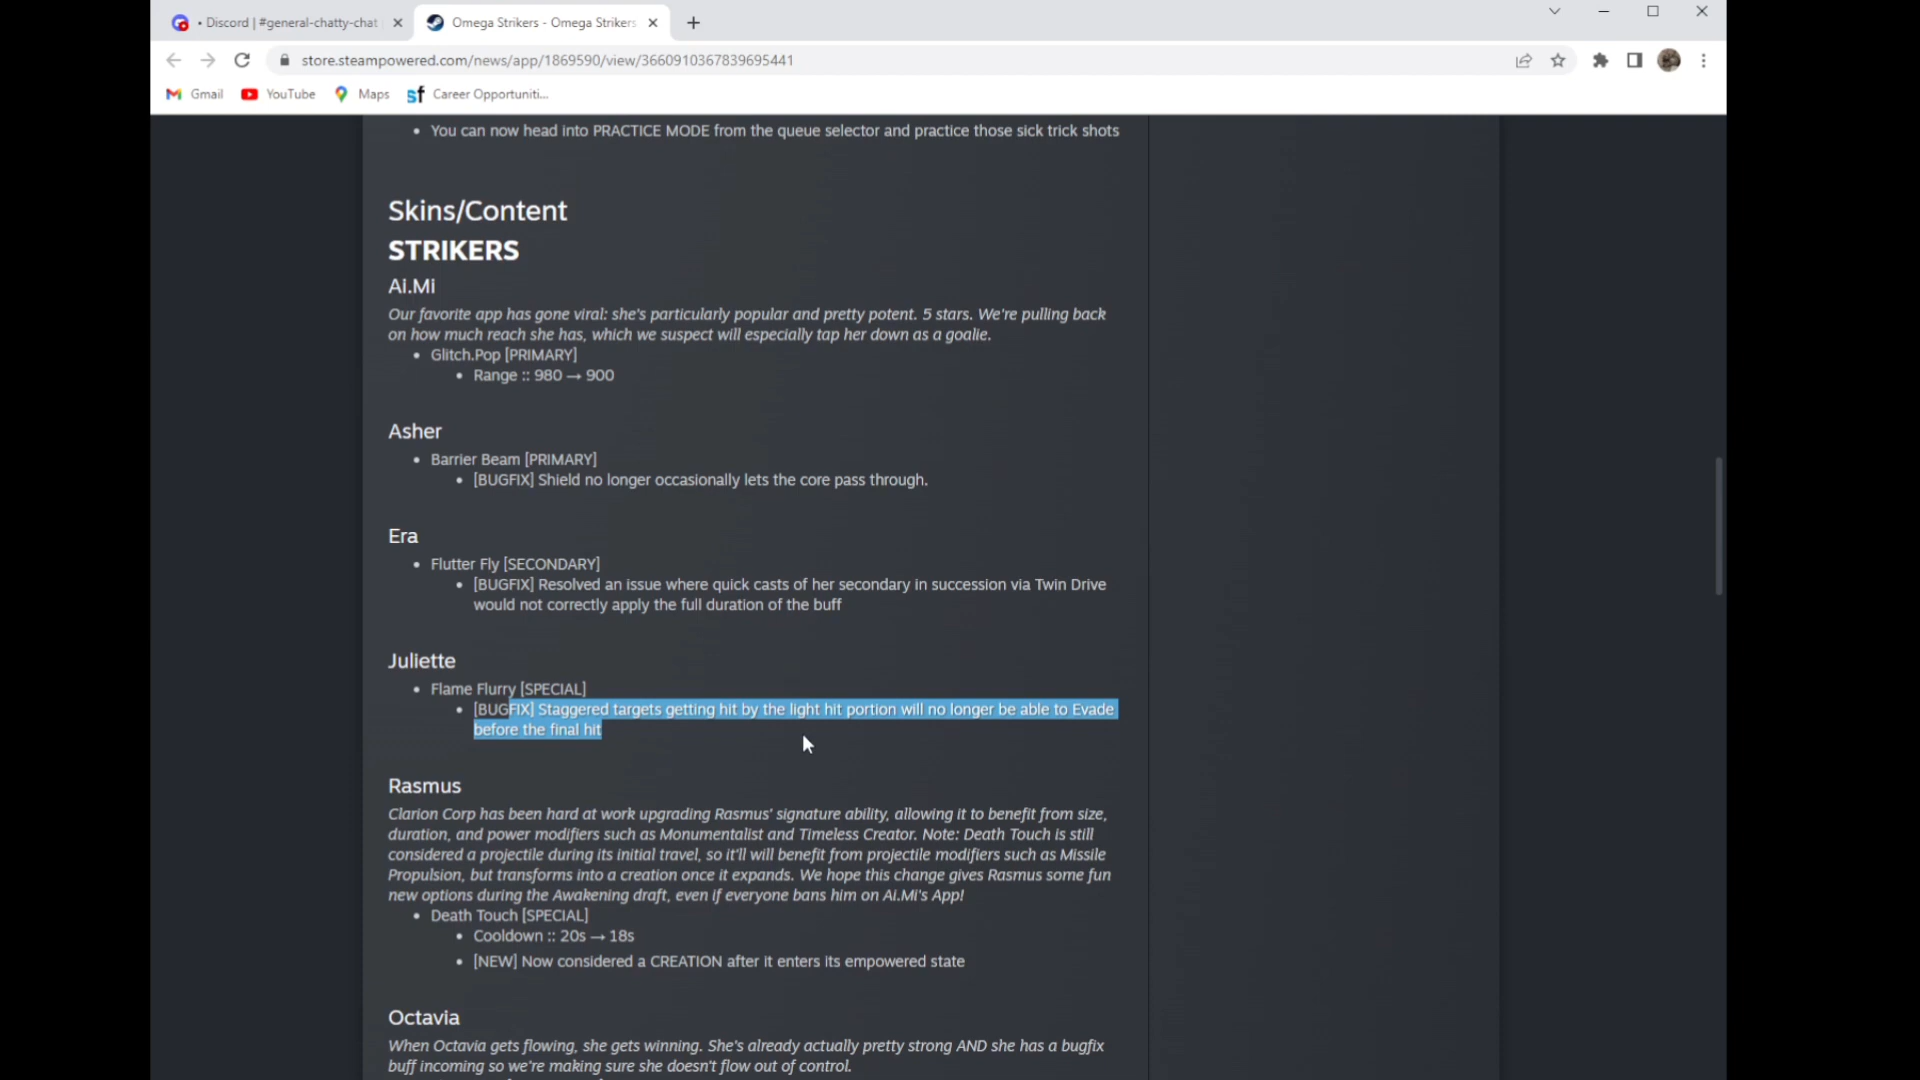 • Discord | #general-chatty-chat
Omega Strikers - Omega Strikers
store.steampowered.com/news/app/1869590/view/3660910367839695441
Gmail
YouTube
Maps
sf Career Opportuniti...
• You can now head into PRACTICE MODE from the queue selector and practice those sick trick shots
Skins/Content
STRIKERS
Ai.Mi
Our favorite app has gone viral: she's particularly popular and pretty potent. 5 stars. We're pulling back
on how much reach she has, which we suspect will especially tap her down as a goalie.
• Glitch.Pop [PRIMARY]
• Range :: 980 → 900
Asher
• Barrier Beam [PRIMARY]
• [BUGFIX] Shield no longer occasionally lets the core pass through.
Era
• Flutter Fly [SECONDARY]
• [BUGFIX] Resolved an issue where quick casts of her secondary in succession via Twin Drive
would not correctly apply the full duration of the buff
Juliette
• Flame Flurry [SPECIAL]
• [BUGFIX] Staggered targets getting hit by the light hit portion will no longer be able to Evade
before the final hit
Rasmus
Clarion Corp has been hard at work upgrading Rasmus' signature ability, allowing it to benefit from size,
duration, and power modifiers such as Monumentalist and Timeless Creator. Note: Death Touch is still
considered a projectile during its initial travel, so it'll will benefit from projectile modifiers such as Missile
Propulsion, but transforms into a creation once it expands. We hope this change gives Rasmus some fun
new options during the Awakening draft, even if everyone bans him on Ai.Mi's App!
• Death Touch [SPECIAL]
• Cooldown :: 20s → 18s
• [NEW] Now considered a CREATION after it enters its empowered state
Octavia
When Octavia gets flowing, she gets winning. She's already actually pretty strong AND she has a bugfix
buff incoming so we're making sure she doesn't flow out of control.